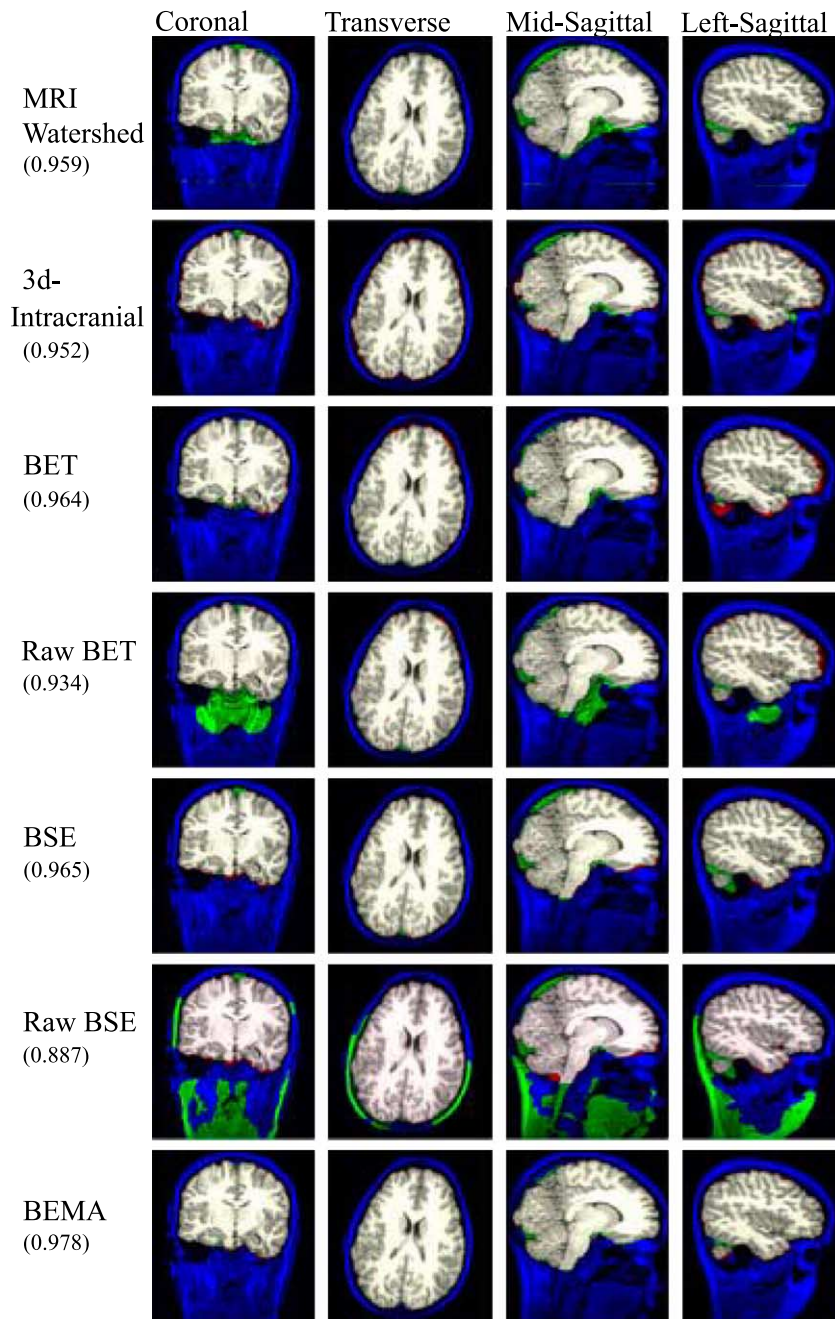 Coronal Transverse Mid-Sagittal Left-Sagittal
MRI
Watershed
(0.959)
3d-
Intracranial
(0.952)
BET
(0.964)
Raw BET
(0.934)
BSE
(0.965)
Raw BSE
(0.887)
BEMA
(0.978)